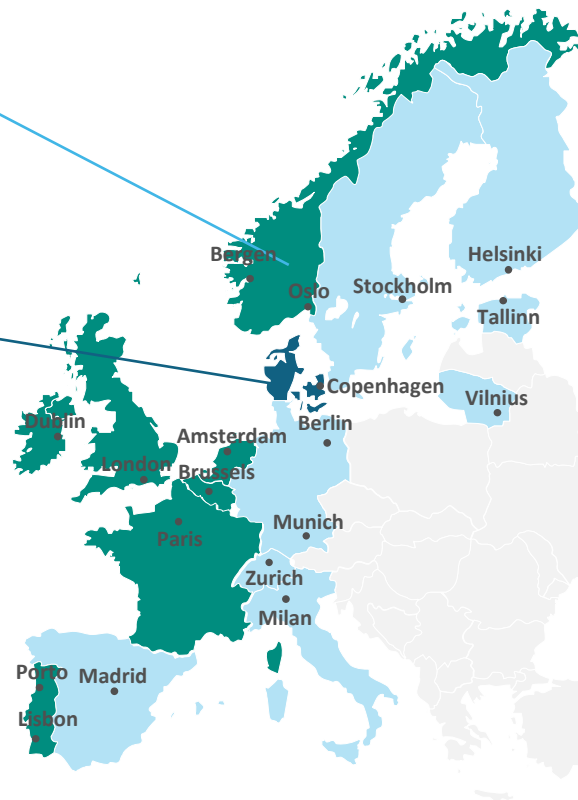 Bergen
Helsinki
Oslo
Stockholm
Tallinn
Copenhagen
Vilnius
Dublin
Berlin
Amsterdam
London
Brussels
Munich
Paris
Zurich
Milan
Porto
Madrid
Lisbon